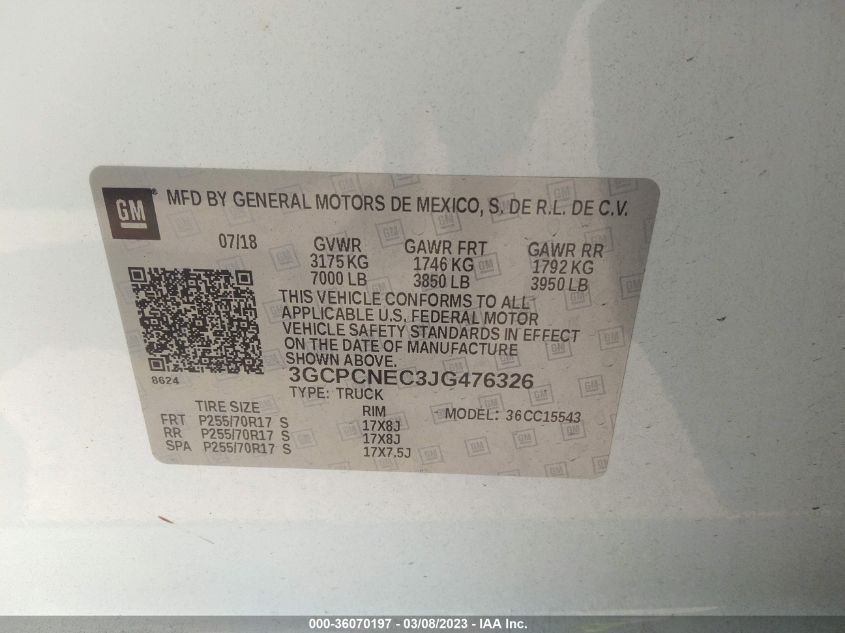 GM ® MFD BY GENERAL MOTORS DE MEXICO, S. DE R.L. DE C.V.
07/18 GVWR GAWR FRT GAWR RR
3175 KG 1746 KG 1792 KG
7000 LB 3850 LB 3950 LB
THIS VEHICLE CONFORMS TO ALL
APPLICABLE U.S. FEDERAL MOTOR
VEHICLE SAFETY STANDARDS IN EFFECT
ON THE DATE OF MANUFACTURE
SHOWN ABOVE.
8624 3GCPCNEC3JG476326
TYPE: TRUCK
TIRE SIZE RIM MODEL: 36CC15543
FRT P255/70R17 S 17X8J
RR P255/70R17 S 17X8J
SPA P255/70R17 S 17X7.5J
000-36070197 - 03/08/2023 - IAA Inc.